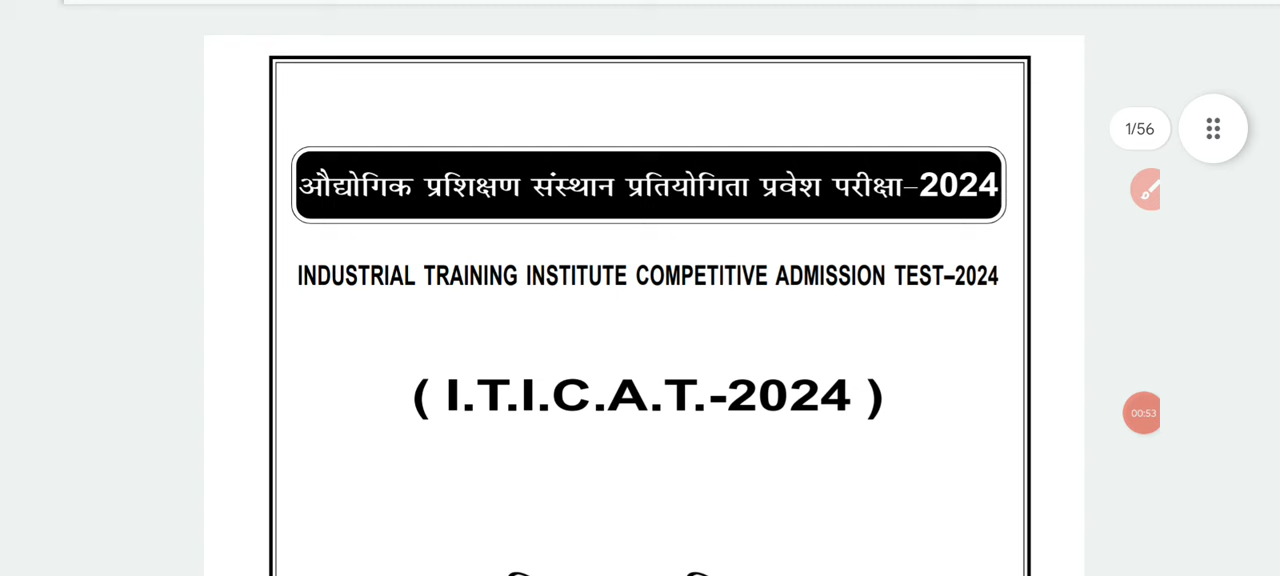 1/56
औद्योगिक प्रशिक्षण संस्थान प्रतियोगिता प्रवेश परीक्षा–2024
INDUSTRIAL TRAINING INSTITUTE COMPETITIVE ADMISSION TEST–2024
( I.T.I.C.A.T.-2024 )
00:53